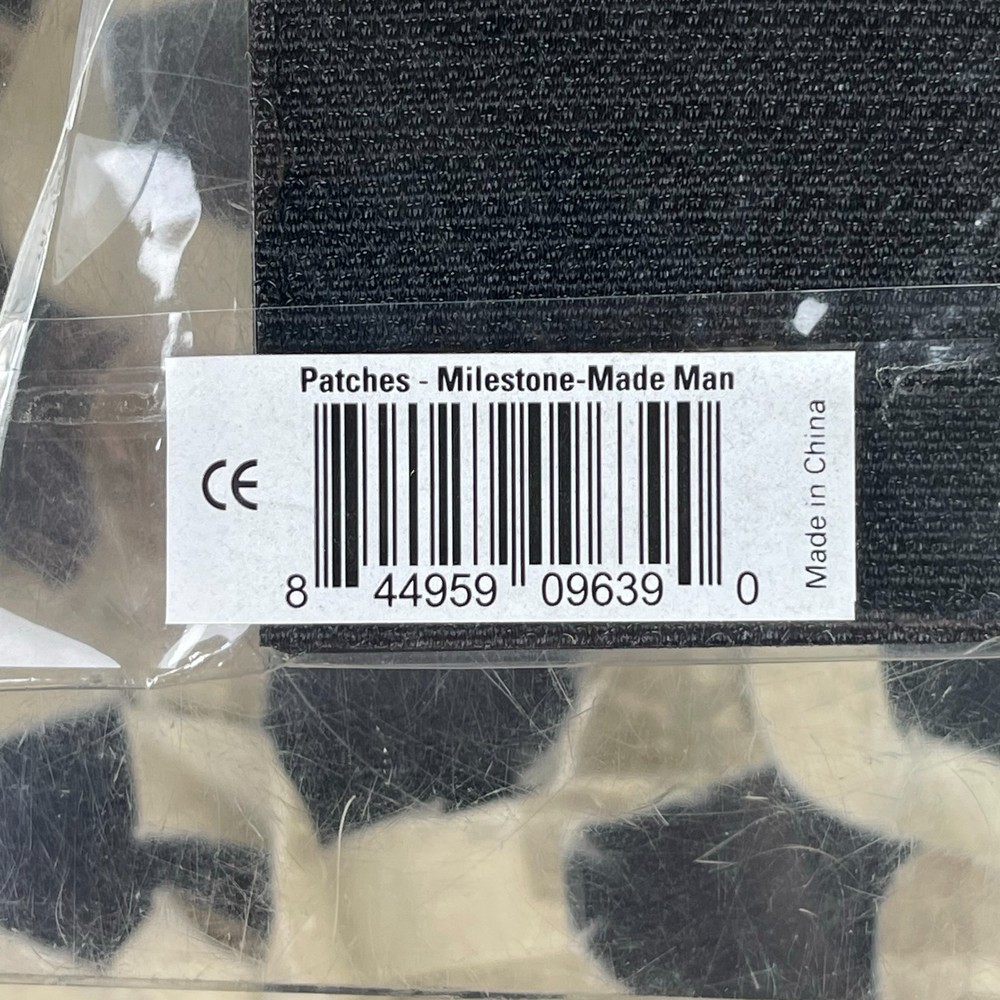 Patches - Milestone-Made Man
CE
8 44959 09639 0
Made in China